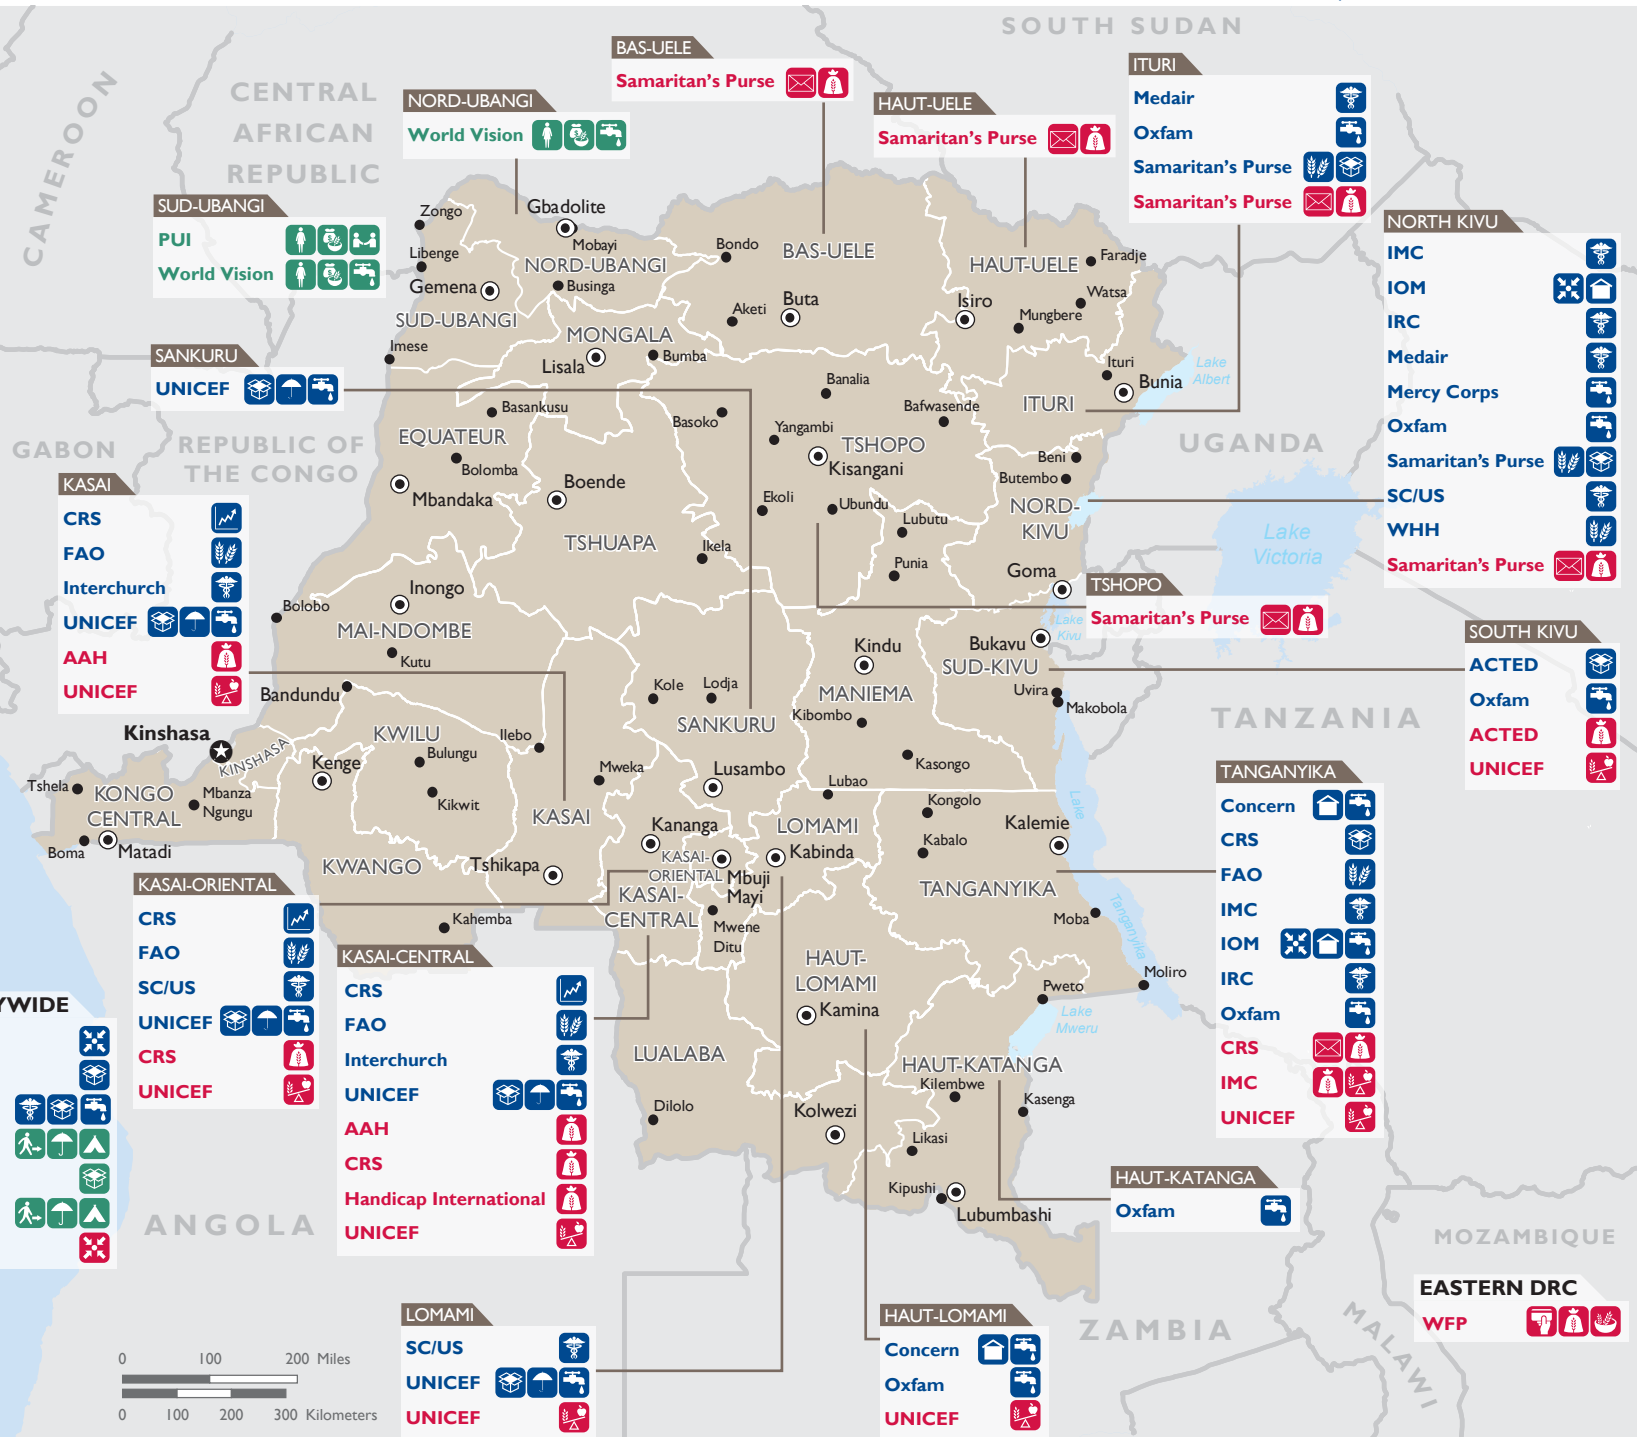 SOUTH SUDAN
CENTRAL
AFRICAN
REPUBLIC
CAMEROON
BAS-UELE
Samaritan's Purse
NORD-UBANGI
World Vision
HAUT-UELE
Samaritan's Purse
ITURI
Medair
Oxfam
Samaritan's Purse
Samaritan's Purse
SUD-UBANGI
PUI
World Vision
NORTH KIVU
IMC
IOM
IRC
Medair
Mercy Corps
Oxfam
Samaritan's Purse
SC/US
WHH
Samaritan's Purse
SANKURU
UNICEF
GABON
REPUBLIC OF
THE CONGO
UGANDA
KASAI
CRS
FAO
Interchurch
UNICEF
AAH
UNICEF
Zongo
Gbadolite
Mobayi
Libenge
NORD-UBANGI
Gemena
Businga
SUD-UBANGI
Imese
MONGALA
Lisala
Bumba
Bondo
BAS-UELE
Aketi
Buta
HAUT-UELE
Faradje
Isiro
Watsa
Mungbere
Ituri
Bunia
ITURI
Lake
Albert
Banalia
Bafwasende
Basankusu
Basoko
Yangambi
EQUATEUR
TSHOPO
Kisangani
Bolomba
Mbandaka
Boende
Beni
Butembo
NORD-
KIVU
Ekoli
Ubundu
Lubutu
TSHUAPA
Ikela
Punia
Goma
Lake
Victoria
TSHOPO
Samaritan's Purse
Lake
Kivu
Inongo
Bolobo
MAI-NDOMBE
Kutu
Bandundu
Bukavu
SUD-KIVU
Kindu
MANIEMA
Uvira
Makobola
Kole
Lodja
SANKURU
Kibombo
SOUTH KIVU
ACTED
Oxfam
ACTED
UNICEF
TANZANIA
Kinshasa
KINSHASA
KWILU
Bulungu
Ilebo
Kenge
Kikwit
Mweka
Lusambo
Kasongo
Lubao
Tshela
KONGO
CENTRAL
Mbanza
Ngungu
Boma
Matadi
KASAI
Kananga
LOMAMI
Kongolo
Kalemie
Kabalo
KWANGO
Tshikapa
KASAI-
ORIENTAL
Kabinda
Mbuji
Mayi
KASAI-
CENTRAL
TANGANYIKA
Lake
Tanganyika
Kahemba
Mwene
Ditu
Moba
TANGANYIKA
Concern
CRS
FAO
IMC
IOM
IRC
Oxfam
CRS
IMC
UNICEF
KASAI-ORIENTAL
CRS
FAO
SC/US
UNICEF
CRS
UNICEF
KASAI-CENTRAL
CRS
FAO
Interchurch
UNICEF
AAH
CRS
Handicap International
UNICEF
HAUT-
LOMAMI
Kamina
Moliro
Pweto
Lake
Mweru
LUALABA
HAUT-KATANGA
Kilembwe
Kasenga
Dilolo
Kolwezi
Likasi
Kipushi
Lubumbashi
YWIDE
HAUT-KATANGA
Oxfam
ANGOLA
MOZAMBIQUE
EASTERN DRC
WFP
ZAMBIA
MALAWI
LOMAMI
SC/US
UNICEF
UNICEF
HAUT-LOMAMI
Concern
Oxfam
UNICEF
0 100 200 Miles
0 100 200 300 Kilometers